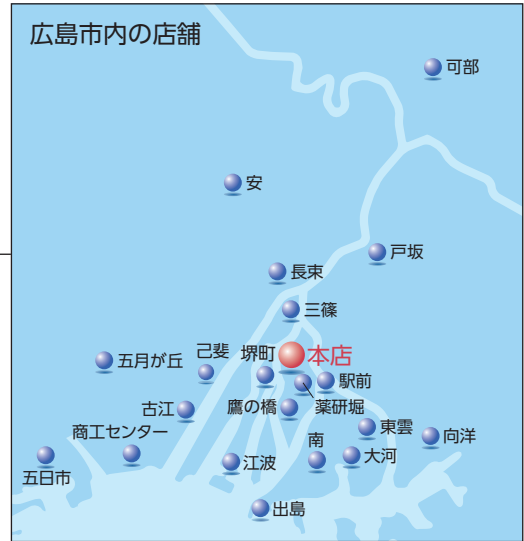 広島市内の店舗
可部
安
戸坂
長束
三篠
己斐
堺町
本店
五月が丘
駅前
薬研堀
鷹の橋
古江
東雲
向洋
商工センター
南
大河
江波
五日市
出島